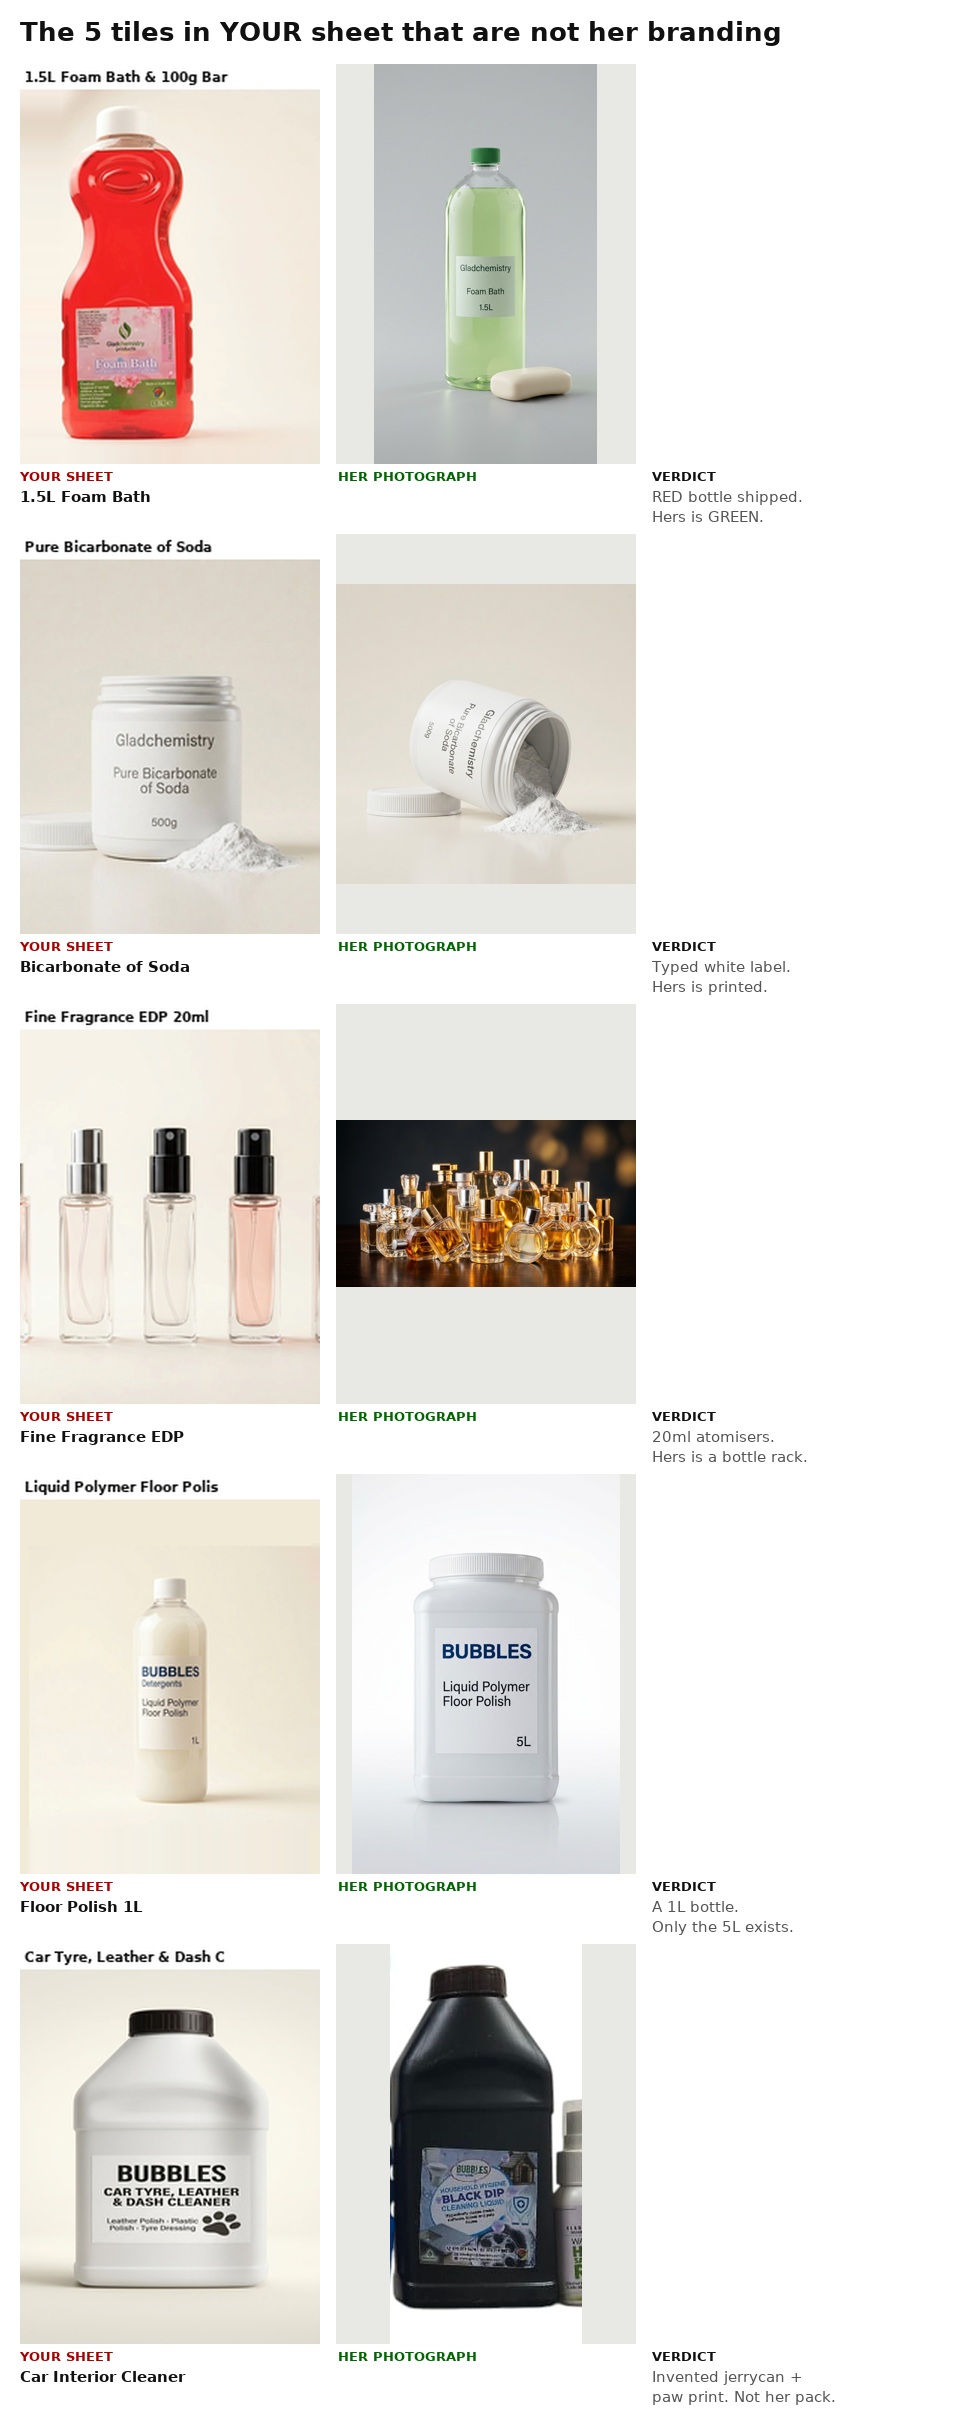 The 5 tiles in YOUR sheet that are not her branding
1.5L Foam Bath & 100g Bar
Gladchemistry
products
Foam Bath
Gladchemistry
Foam Bath
1.5L
YOUR SHEET
1.5L Foam Bath
HER PHOTOGRAPH
VERDICT
RED bottle shipped.
Hers is GREEN.
Pure Bicarbonate of Soda
Gladchemistry
Pure Bicarbonate
of Soda
500g
Gladchemistry
Pure Bicarbonate
of Soda
500g
YOUR SHEET
Bicarbonate of Soda
HER PHOTOGRAPH
VERDICT
Typed white label.
Hers is printed.
Fine Fragrance EDP 20ml
YOUR SHEET
Fine Fragrance EDP
HER PHOTOGRAPH
VERDICT
20ml atomisers.
Hers is a bottle rack.
Liquid Polymer Floor Polis
BUBBLES
Detergents
Liquid Polymer
Floor Polish
1L
BUBBLES
Liquid Polymer
Floor Polish
5L
YOUR SHEET
Floor Polish 1L
HER PHOTOGRAPH
VERDICT
A 1L bottle.
Only the 5L exists.
Car Tyre, Leather & Dash C
BUBBLES
CAR TYRE, LEATHER
& DASH CLEANER
Leather Polish - Plastic
Polish - Tyre Dressing
BUBBLES
HOUSEHOLD HYGIENE
BLACK DIP
CLEANING LIQUID
YOUR SHEET
Car Interior Cleaner
HER PHOTOGRAPH
VERDICT
Invented jerrycan +
paw print. Not her pack.